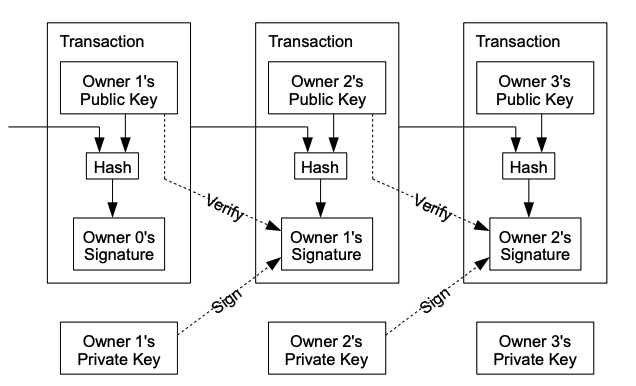 Transaction
Owner 1's
Public Key
Hash
Owner 0's
Signature
Transaction
Owner 2's
Public Key
Hash
Verify
Owner 1's
Signature
Transaction
Owner 3's
Public Key
Hash
Verify
Owner 2's
Signature
Owner 1's
Private Key
Sign
Owner 2's
Private Key
Sign
Owner 3's
Private Key